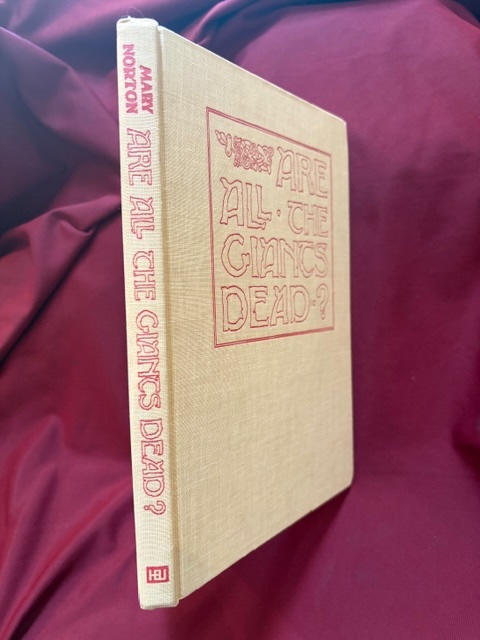 MARY
NORTON
ARE ALL THE GIANTS DEAD?
HBJ
ARE
ALL · THE
GIANTS
DEAD·?